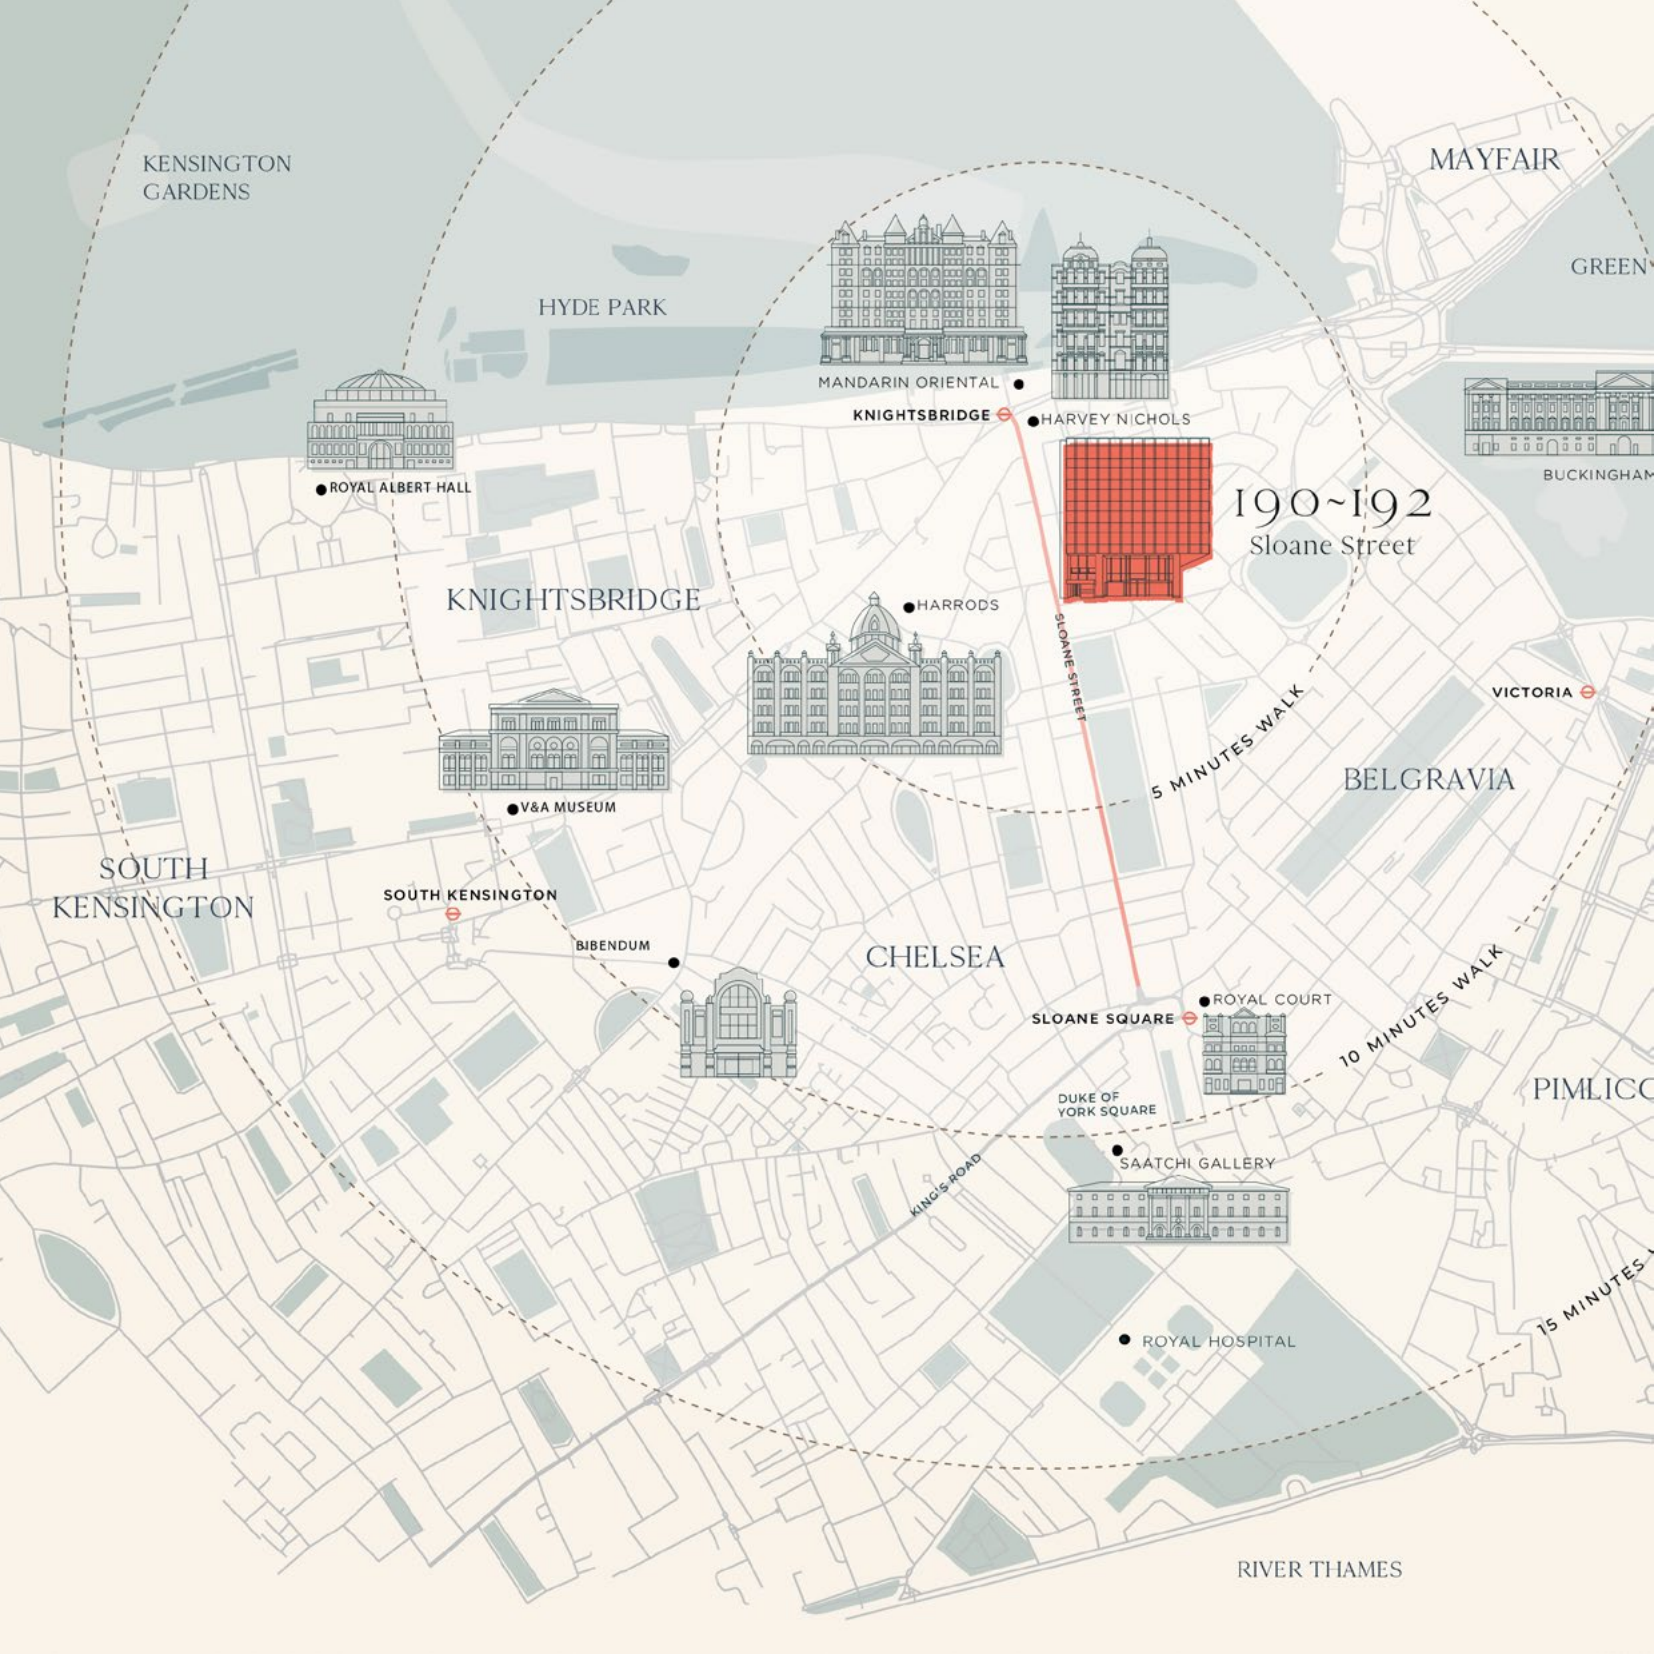 KENSINGTON
GARDENS
MAYFAIR
GREEN
HYDE PARK
MANDARIN ORIENTAL
KNIGHTSBRIDGE
HARVEY NICHOLS
BUCKINGHAM
ROYAL ALBERT HALL
190~192
Sloane Street
KNIGHTSBRIDGE
HARRODS
SLOANE STREET
VICTORIA
5 MINUTES WALK
BELGRAVIA
V&A MUSEUM
SOUTH
KENSINGTON
SOUTH KENSINGTON
BIBENDUM
CHELSEA
ROYAL COURT
SLOANE SQUARE
10 MINUTES WALK
DUKE OF
YORK SQUARE
PIMLICO
SAATCHI GALLERY
KING'S ROAD
15 MINUTES
ROYAL HOSPITAL
RIVER THAMES